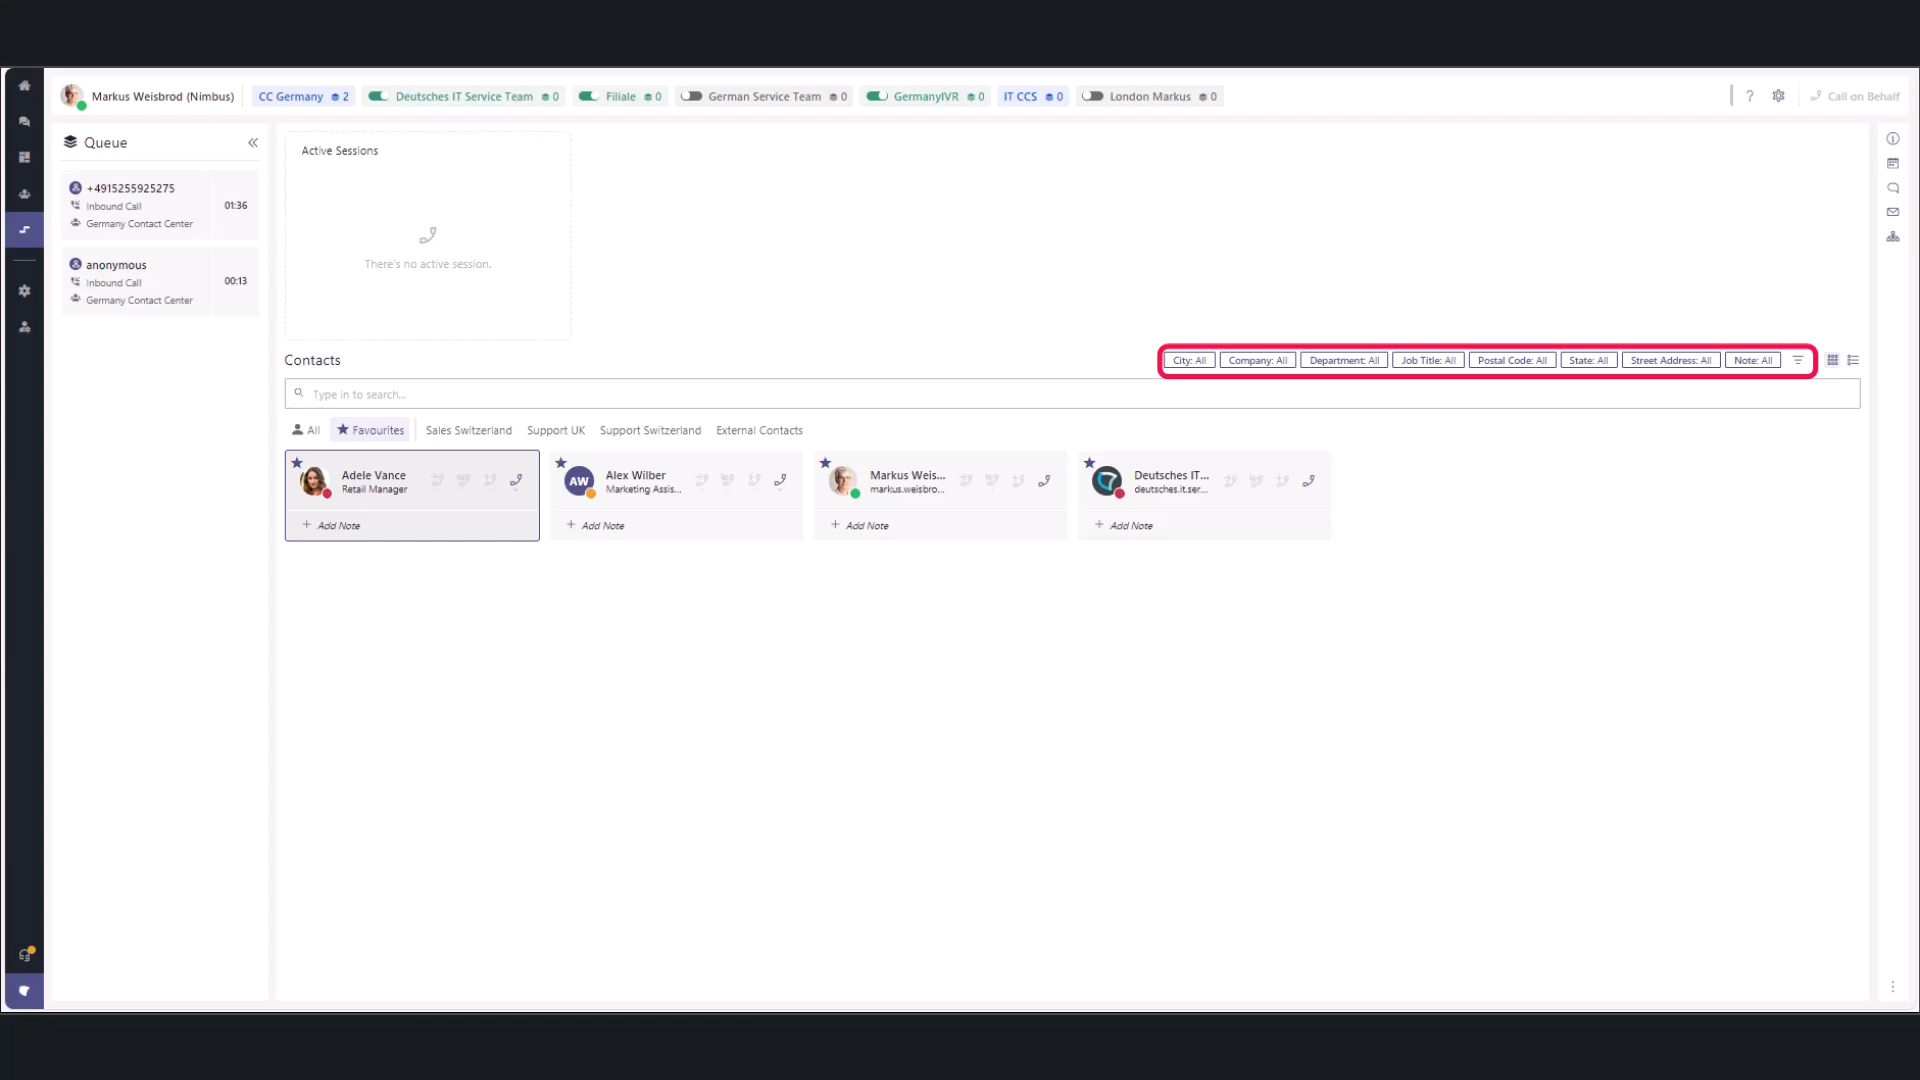 Markus Weisbrod (Nimbus) CC Germany 2 Deutsches IT Service Team 0 Filiale 0 German Service Team 0 GermanyIVR 0 IT CCS 0 London Markus 0 ? Call on Behalf
Queue
+4915255925275
Inbound Call
Germany Contact Center
01:36
anonymous
Inbound Call
Germany Contact Center
00:13
Active Sessions
There's no active session.
Contacts
City: All Company: All Department: All Job Title: All Postal Code: All State: All Street Address: All Note: All
Type in to search...
All Favourites Sales Switzerland Support UK Support Switzerland External Contacts
Adele Vance
Retail Manager
+ Add Note
AW
Alex Wilber
Marketing Assis...
+ Add Note
Markus Weis...
markus.weisbro...
+ Add Note
Deutsches IT...
deutsches.it.ser...
+ Add Note